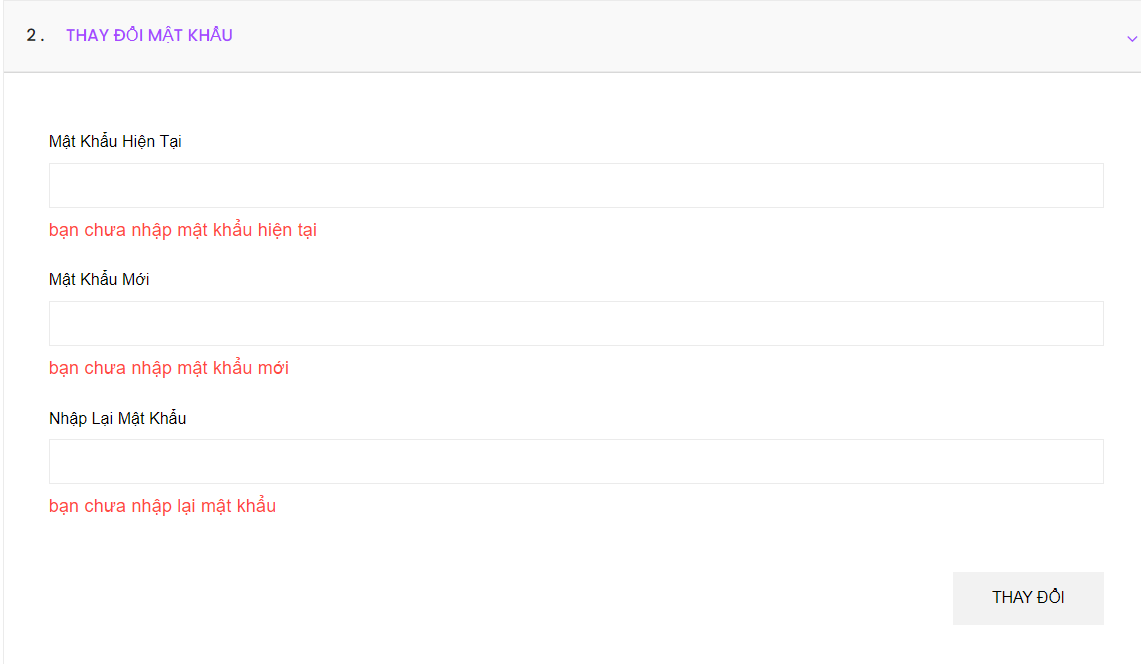 2 . THAY ĐỔI MẬT KHẨU
Mật Khẩu Hiện Tại
bạn chưa nhập mật khẩu hiện tại
Mật Khẩu Mới
bạn chưa nhập mật khẩu mới
Nhập Lại Mật Khẩu
bạn chưa nhập lại mật khẩu
THAY ĐỔI